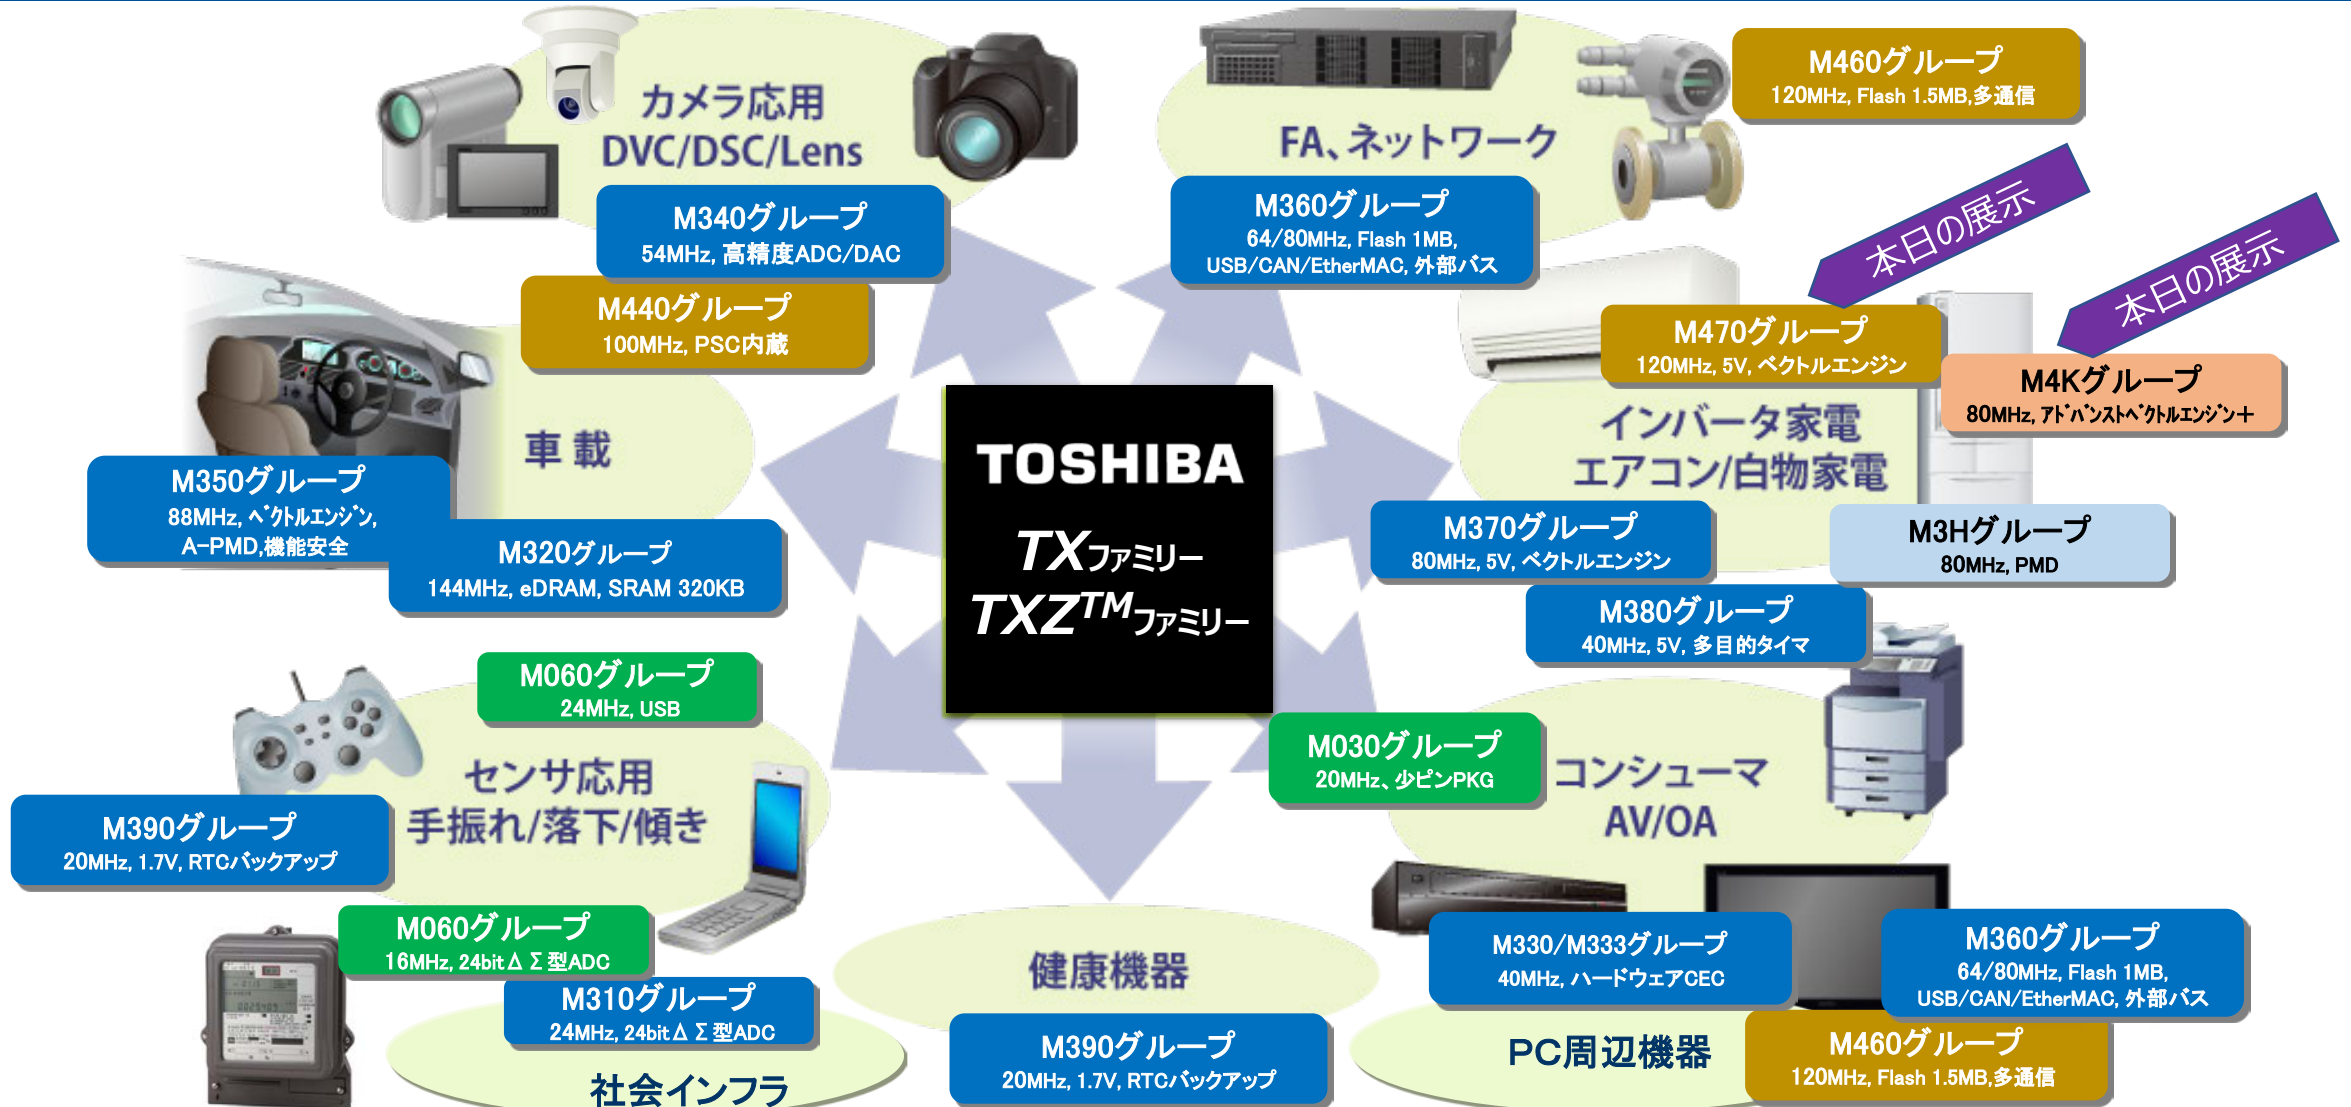 カメラ応用
DVC/DSC/Lens
M340グループ
54MHz, 高精度ADC/DAC
M440グループ
100MHz, PSC内蔵
FA、ネットワーク
M460グループ
120MHz, Flash 1.5MB,多通信
M360グループ
64/80MHz, Flash 1MB,
USB/CAN/EtherMAC, 外部バス
本日の展示
本日の展示
M470グループ
120MHz, 5V, ベクトルエンジン
M4Kグループ
80MHz, アドバンストベクトルエンジン+
インバータ家電
エアコン/白物家電
M370グループ
80MHz, 5V, ベクトルエンジン
M3Hグループ
80MHz, PMD
M380グループ
40MHz, 5V, 多目的タイマ
車 載
M350グループ
88MHz, ベクトルエンジン,
A-PMD,機能安全
M320グループ
144MHz, eDRAM, SRAM 320KB
TOSHIBA
TXファミリー
TXZTMファミリー
M060グループ
24MHz, USB
センサ応用
手振れ/落下/傾き
M390グループ
20MHz, 1.7V, RTCバックアップ
M030グループ
20MHz、少ピンPKG
コンシューマ
AV/OA
M060グループ
16MHz, 24bitΔΣ型ADC
M310グループ
24MHz, 24bitΔΣ型ADC
社会インフラ
健康機器
M390グループ
20MHz, 1.7V, RTCバックアップ
M330/M333グループ
40MHz, ハードウェアCEC
M360グループ
64/80MHz, Flash 1MB,
USB/CAN/EtherMAC, 外部バス
PC周辺機器
M460グループ
120MHz, Flash 1.5MB,多通信